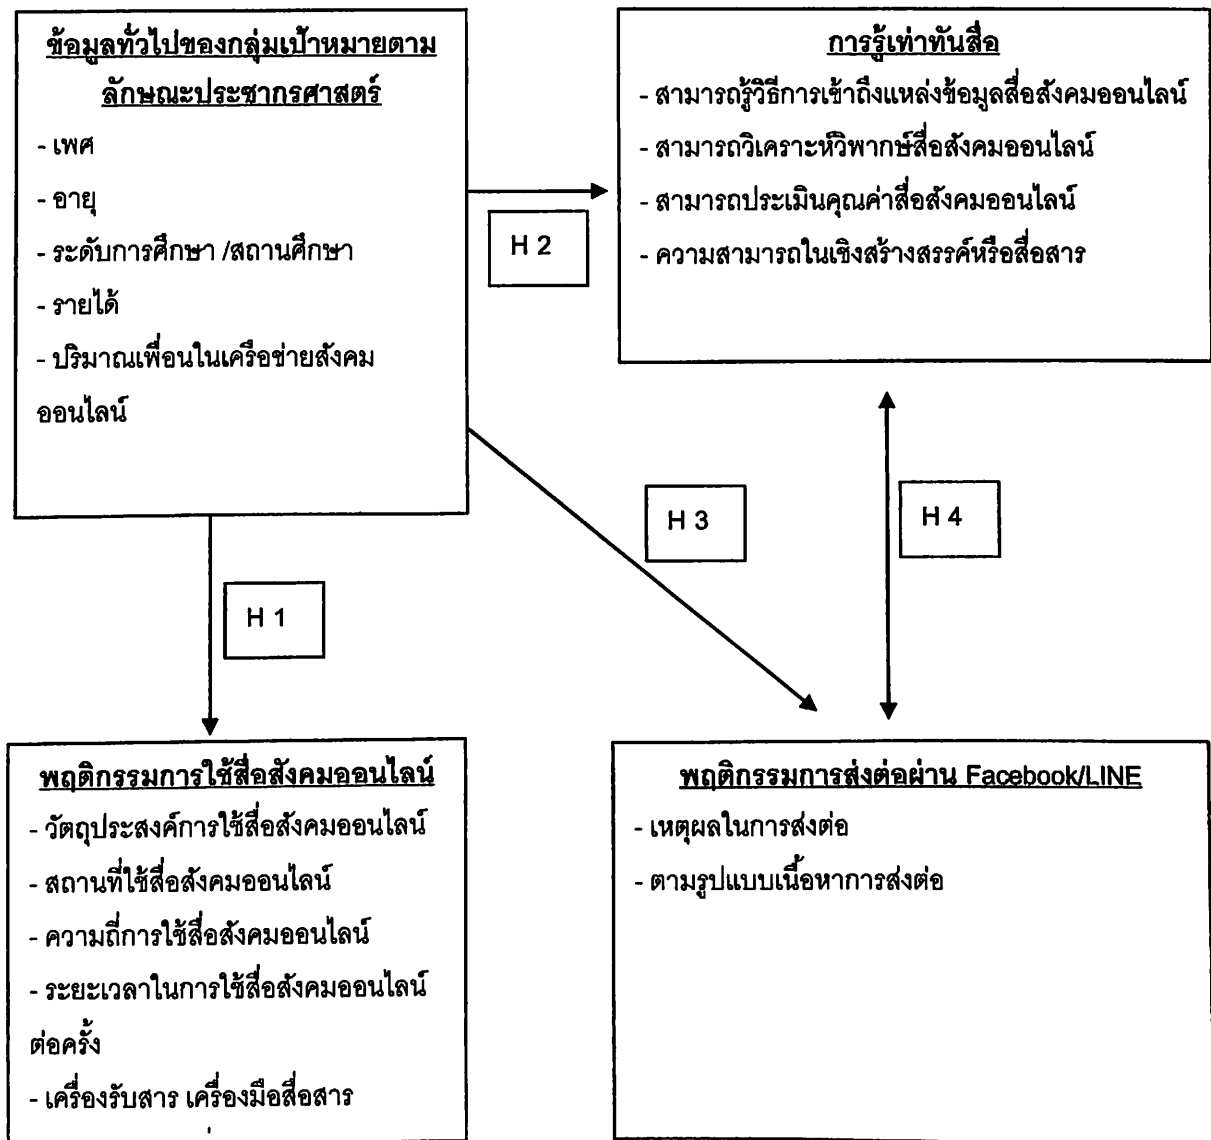 ข้อมูลทั่วไปของกลุ่มเป้าหมายตาม
ลักษณะประชากรศาสตร์
- เพศ
- อายุ
- ระดับการศึกษา /สถานศึกษา
- รายได้
- ปริมาณเพื่อนในเครือข่ายสังคม
ออนไลน์
การรู้เท่าทันสื่อ
- สามารถรู้วิธีการเข้าถึงแหล่งข้อมูลสื่อสังคมออนไลน์
- สามารถวิเคราะห์วิพากษ์สื่อสังคมออนไลน์
- สามารถประเมินคุณค่าสื่อสังคมออนไลน์
- ความสามารถในเชิงสร้างสรรค์หรือสื่อสาร
H 2
H 3
H 4
H 1
พฤติกรรมการใช้สื่อสังคมออนไลน์
- วัตถุประสงค์การใช้สื่อสังคมออนไลน์
- สถานที่ใช้สื่อสังคมออนไลน์
- ความถี่การใช้สื่อสังคมออนไลน์
- ระยะเวลาในการใช้สื่อสังคมออนไลน์
ต่อครั้ง
- เครื่องรับสาร เครื่องมือสื่อสาร
พฤติกรรมการส่งต่อผ่าน Facebook/LINE
- เหตุผลในการส่งต่อ
- ตามรูปแบบเนื้อหาการส่งต่อ